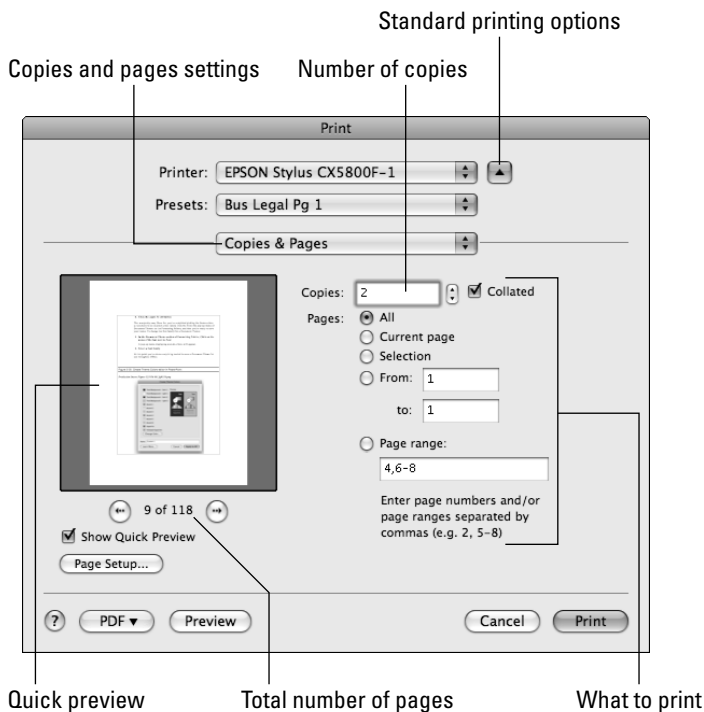 Standard printing options
Copies and pages settings
Number of copies
Print
Printer: EPSON Stylus CX5800F-1
Presets: Bus Legal Pg 1
Copies & Pages
Copies: 2 Collated
Pages: All
Current page
Selection
From: 1
to: 1
Page range:
4,6-8
Enter page numbers and/or
page ranges separated by
commas (e.g. 2, 5-8)
9 of 118
Show Quick Preview
Page Setup...
? PDF Preview Cancel Print
Quick preview
Total number of pages
What to print